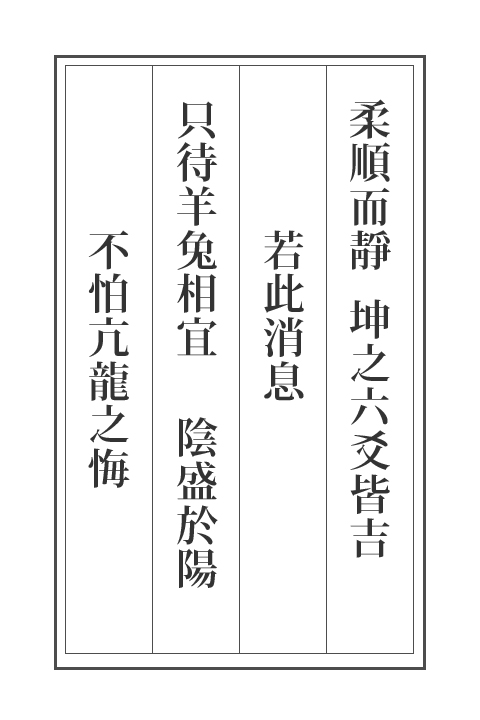 柔順而靜　坤之六爻皆吉
若此消息
只待羊兔相宜　陰盛於陽
不怕亢龍之悔